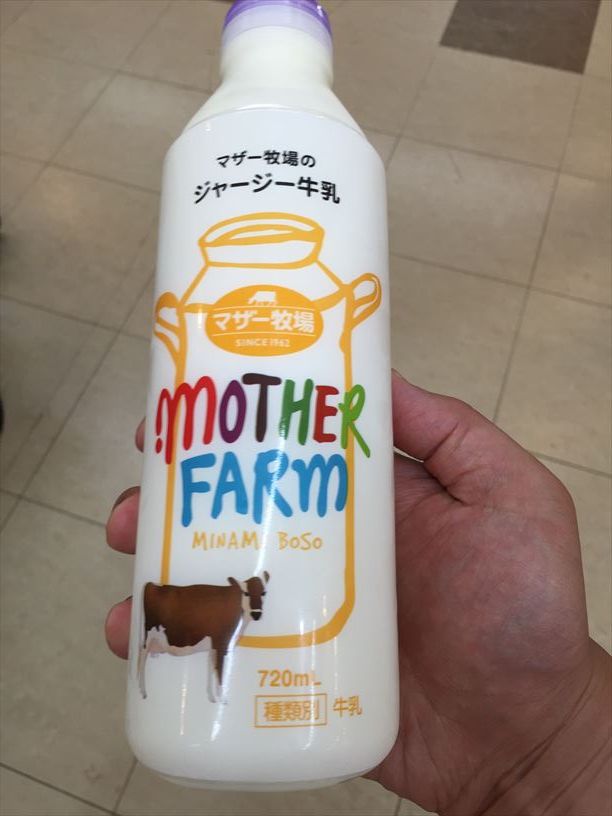 マザー牧場の
ジャージー牛乳
マザー牧場
SINCE 1962
MOTHER
FARM
MINAMI BOSO
720mL
種類別 牛乳